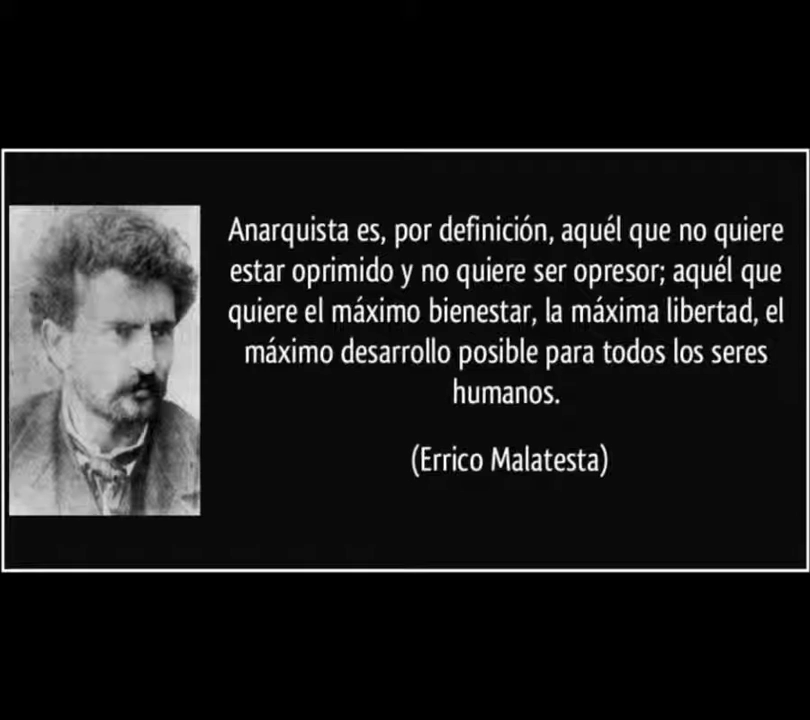 Anarquista es, por definición, aquél que no quiere
estar oprimido y no quiere ser opresor; aquél que
quiere el máximo bienestar, la máxima libertad, el
máximo desarrollo posible para todos los seres
humanos.
(Errico Malatesta)